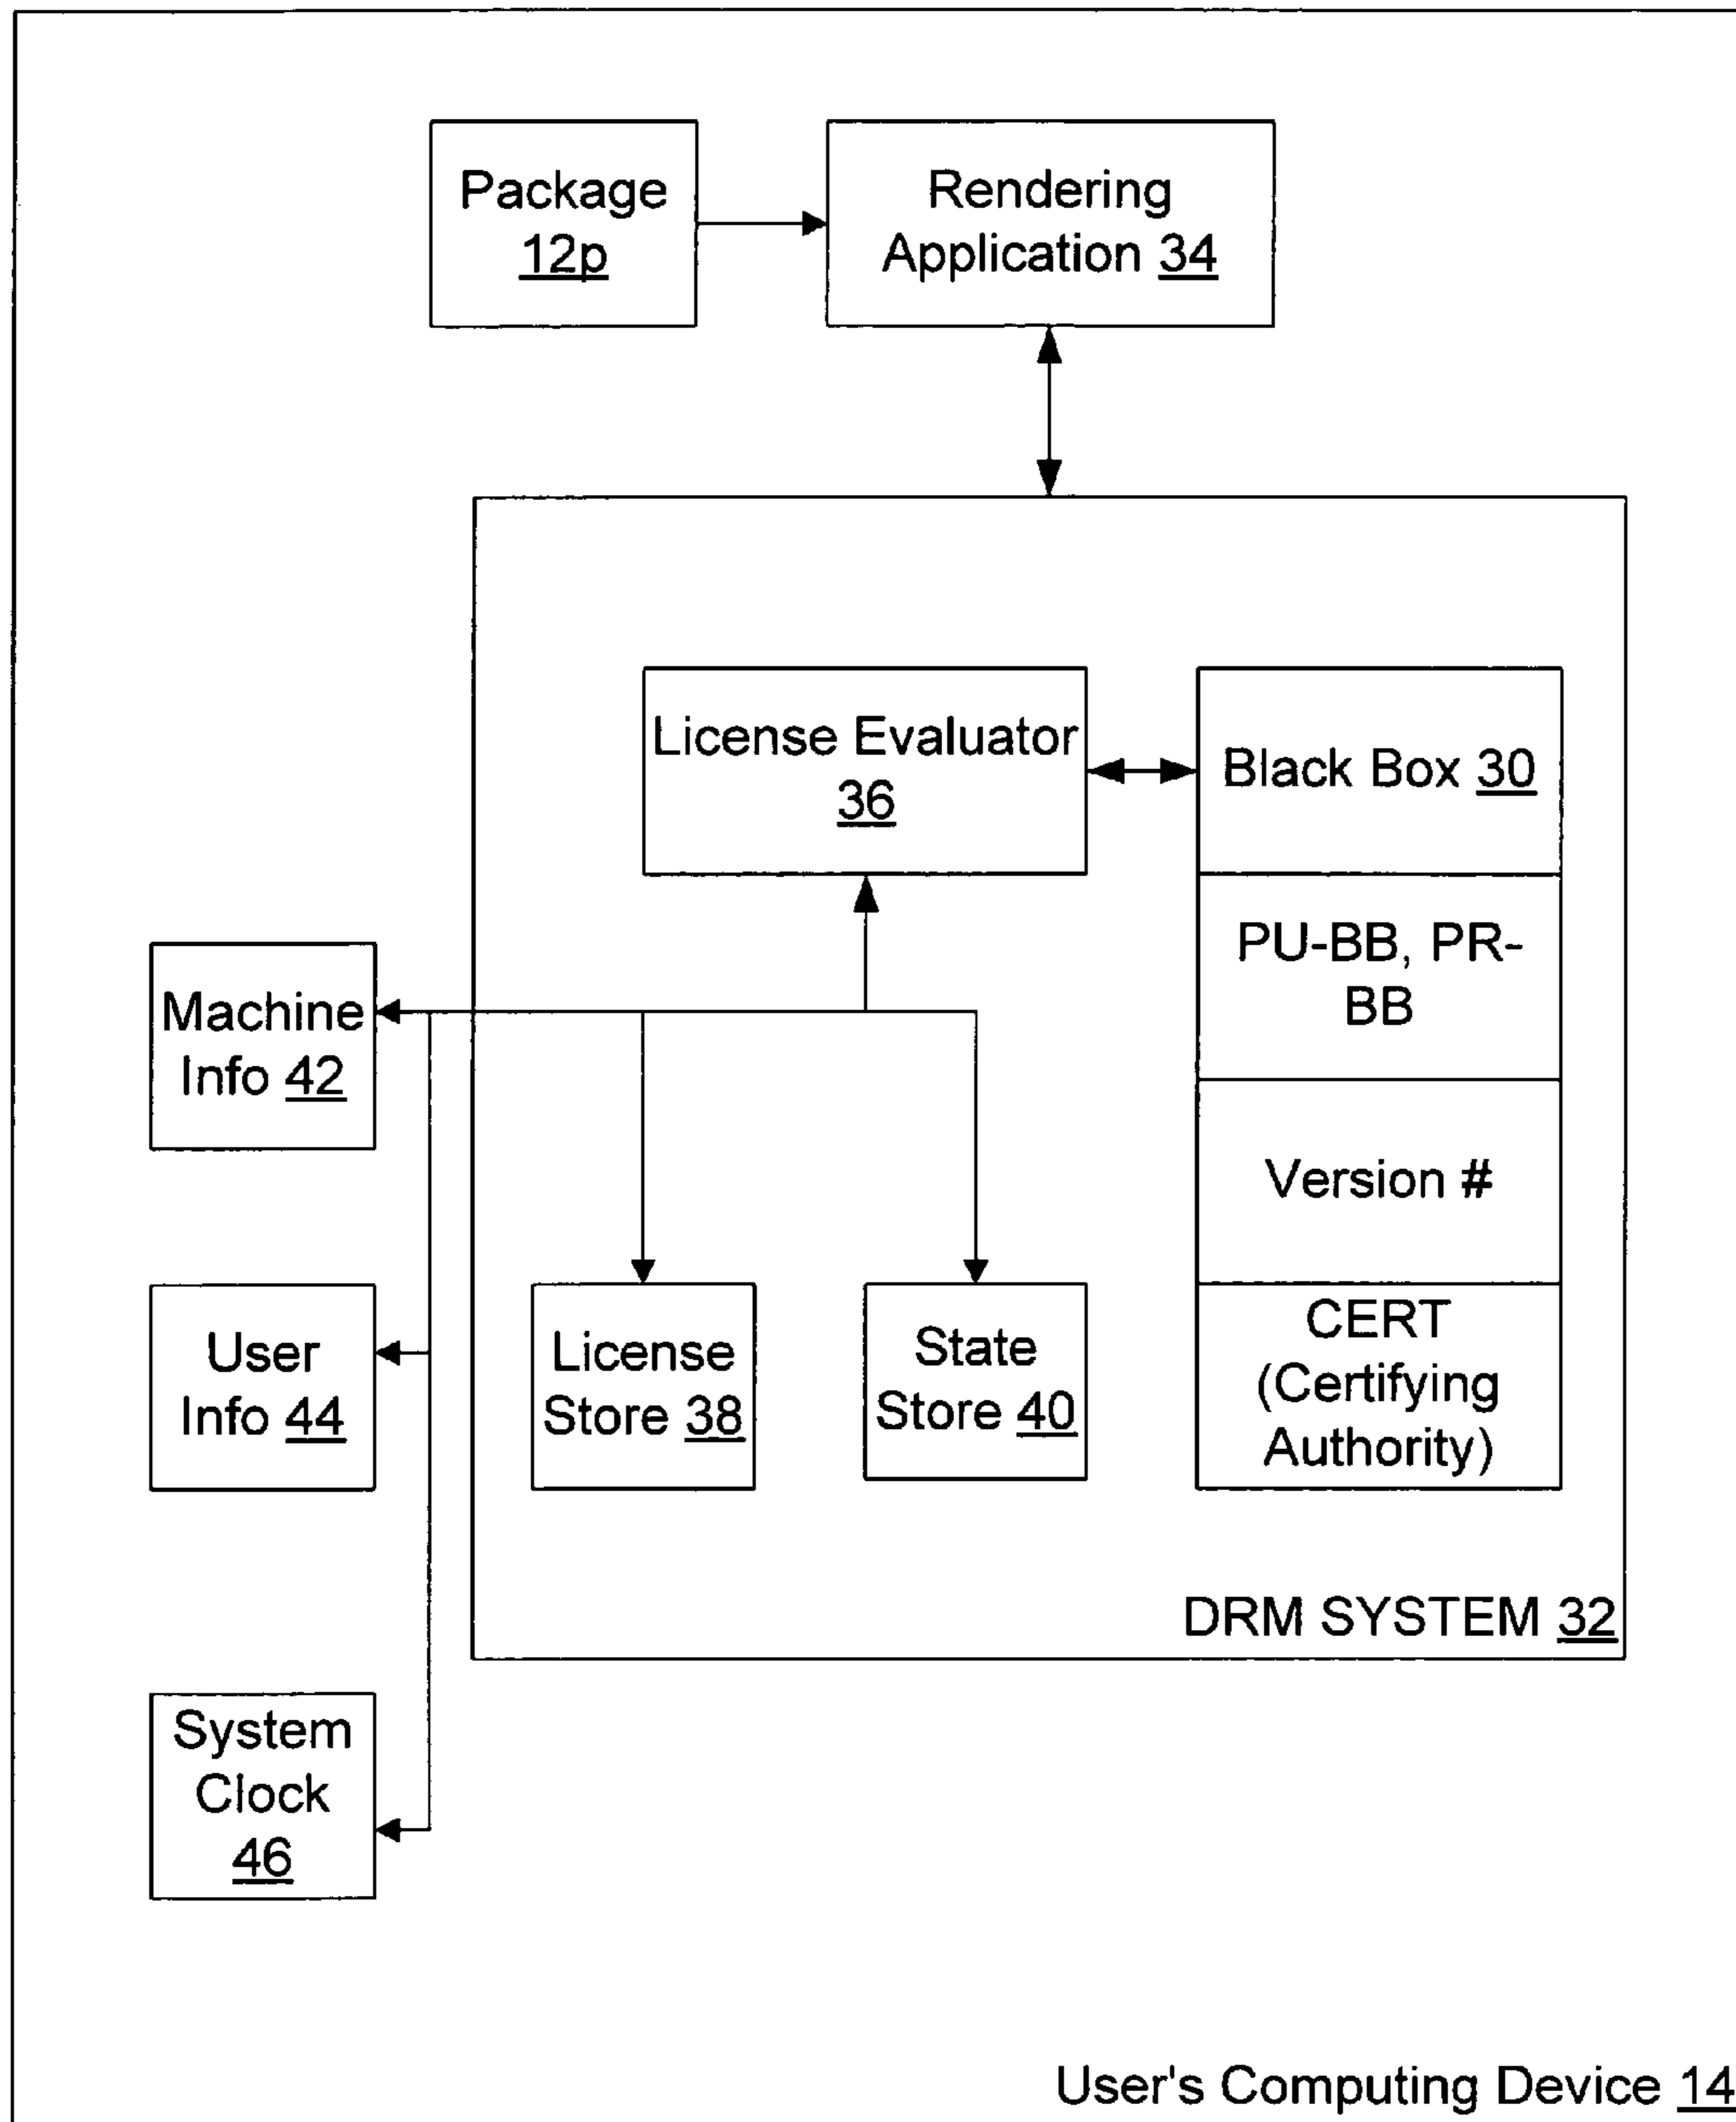 Package
12p
Rendering
Application 34
License Evaluator
36
Black Box 30
PU-BB, PR-
BB
Version #
CERT
(Certifying
Authority)
Machine
Info 42
User
Info 44
License
Store 38
State
Store 40
DRM SYSTEM 32
System
Clock
46
User's Computing Device 14